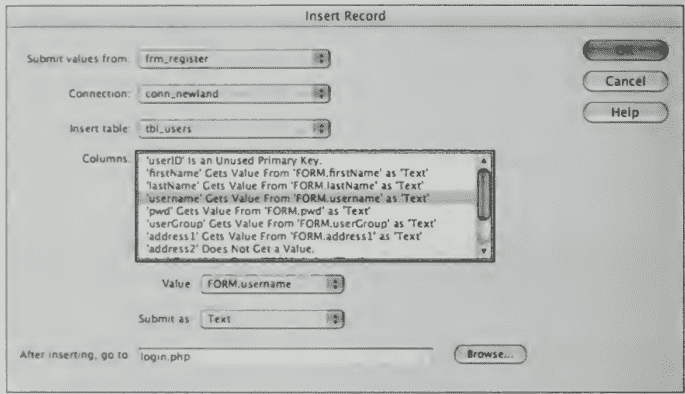 Insert Record
Submit values from: frm_register
OK
Connection: conn_newland
Cancel
Insert table: tbl_users
Help
Columns:
'userID' Is an Unused Primary Key.
'firstName' Gets Value From 'FORM.firstName' as 'Text'
'lastName' Gets Value From 'FORM.lastName' as 'Text'
'username' Gets Value From 'FORM.username' as 'Text'
'pwd' Gets Value From 'FORM.pwd' as 'Text'
'userGroup' Gets Value From 'FORM.userGroup' as 'Text'
'address1' Gets Value From 'FORM.address1' as 'Text'
'address2' Does Not Get a Value.
Value FORM.username
Submit as Text
After inserting, go to login.php
Browse...